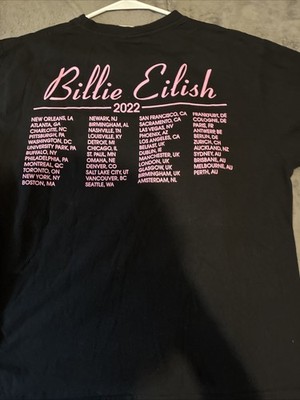 Billie Eilish
2022
NEW ORLEANS, LA
ATLANTA, GA
CHARLOTTE, NC
PITTSBURGH, PA
WASHINGTON, DC
UNIVERSITY PARK, PA
BUFFALO, NY
PHILADELPHIA, PA
MONTREAL, QC
TORONTO, ON
NEW YORK, NY
BOSTON, MA
NEWARK, NJ
BIRMINGHAM, AL
NASHVILLE, TN
LOUISVILLE, KY
DETROIT, MI
CHICAGO, IL
ST. PAUL, MN
OMAHA, NE
DENVER, CO
SALT LAKE CITY, UT
VANCOUVER, BC
SEATTLE, WA
SAN FRANCISCO, CA
SACRAMENTO, CA
LAS VEGAS, NV
PHOENIX, AZ
LOS ANGELES, CA
BELFAST, UK
DUBLIN, IE
MANCHESTER, UK
LONDON, UK
GLASGOW, UK
BIRMINGHAM, UK
AMSTERDAM, NL
FRANKFURT, DE
COLOGNE, DE
PARIS, FR
ANTWERP, BE
BERLIN, DE
ZURICH, CH
AUCKLAND, NZ
SYDNEY, AU
BRISBANE, AU
MELBOURNE, AU
PERTH, AU